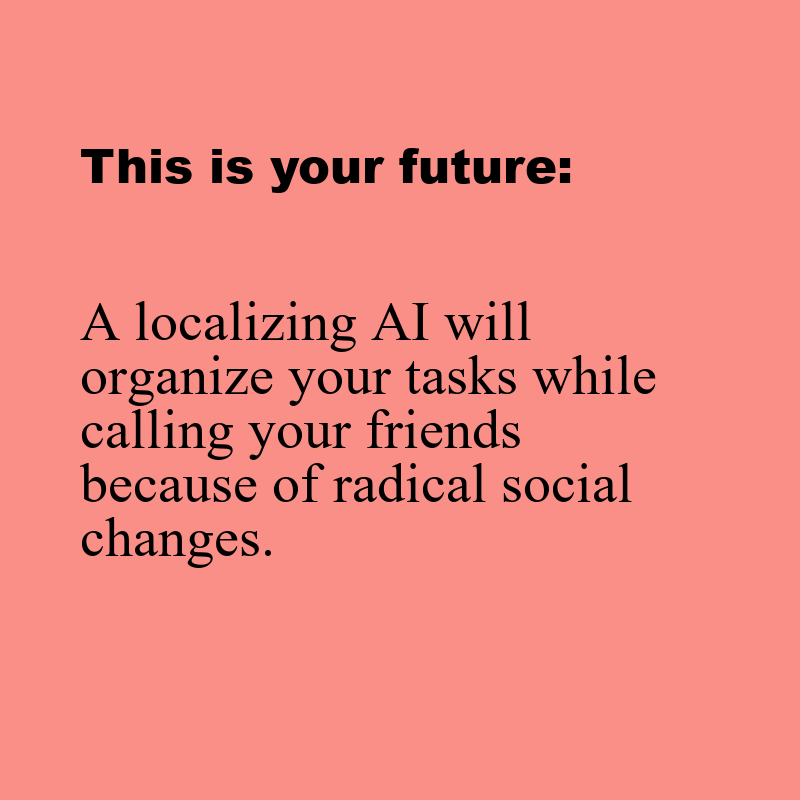 This is your future:
A localizing AI will
organize your tasks while
calling your friends
because of radical social
changes.